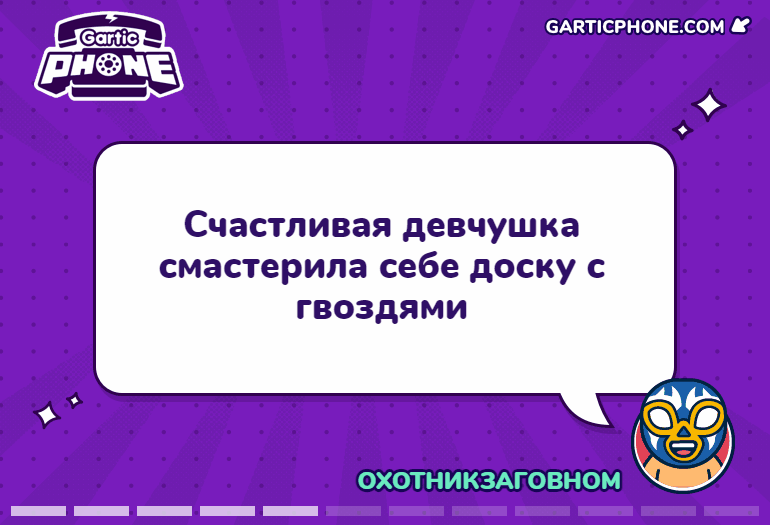 Gartic
PHONE
GARTICPHONE.COM
Счастливая девчушка
смастерила себе доску с
гвоздями
ОХОТНИКЗАГОВНОМ